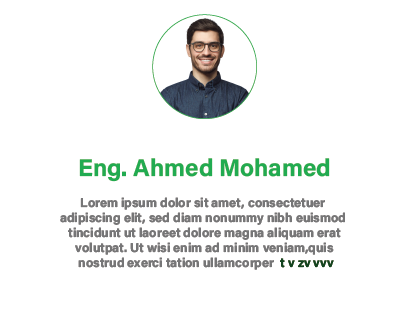 Eng. Ahmed Mohamed
Lorem ipsum dolor sit amet, consectetuer
adipiscing elit, sed diam nonummy nibh euismod
tincidunt ut laoreet dolore magna aliquam erat
volutpat. Ut wisi enim ad minim veniam,quis
nostrud exerci tation ullamcorper t v zv vvv